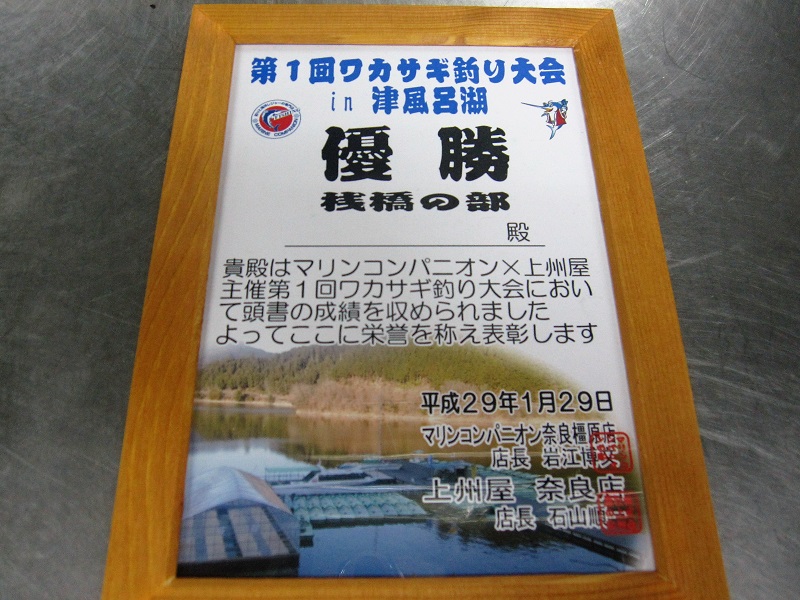 第1回ワカサギ釣り大会
in 津風呂湖
優勝
桟橋の部
殿
貴殿はマリンコンパニオン×上州屋
主催第1回ワカサギ釣り大会におい
て頭書の成績を収められました
よってここに栄誉を称え表彰します
平成29年1月29日
マリンコンパニオン奈良橿原店
店長 岩江博文
上州屋 奈良店
店長 石山順